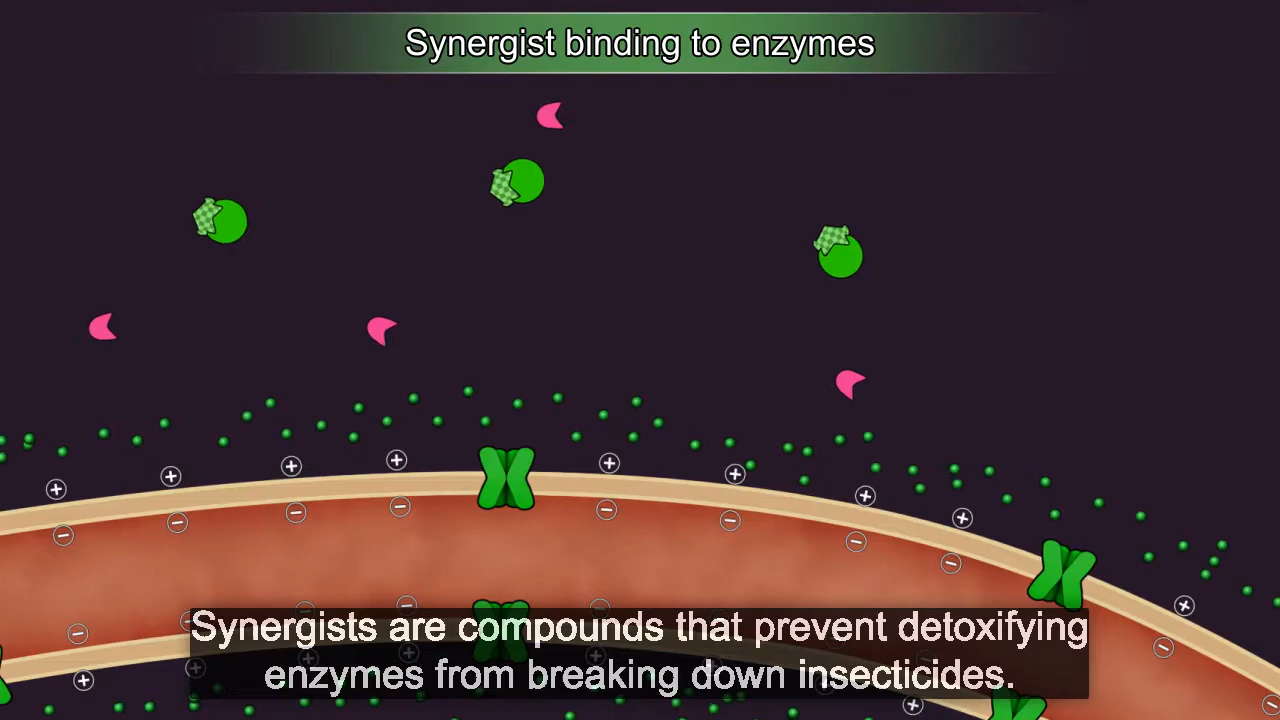 Synergist binding to enzymes
Synergists are compounds that prevent detoxifying
enzymes from breaking down insecticides.